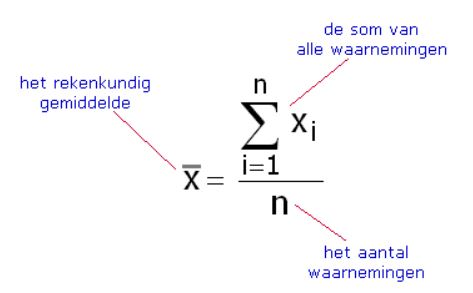 de som van
alle waarnemingen
het rekenkundig
gemiddelde
n
∑ xᵢ
i=1
x̅ =
n
het aantal
waarnemingen